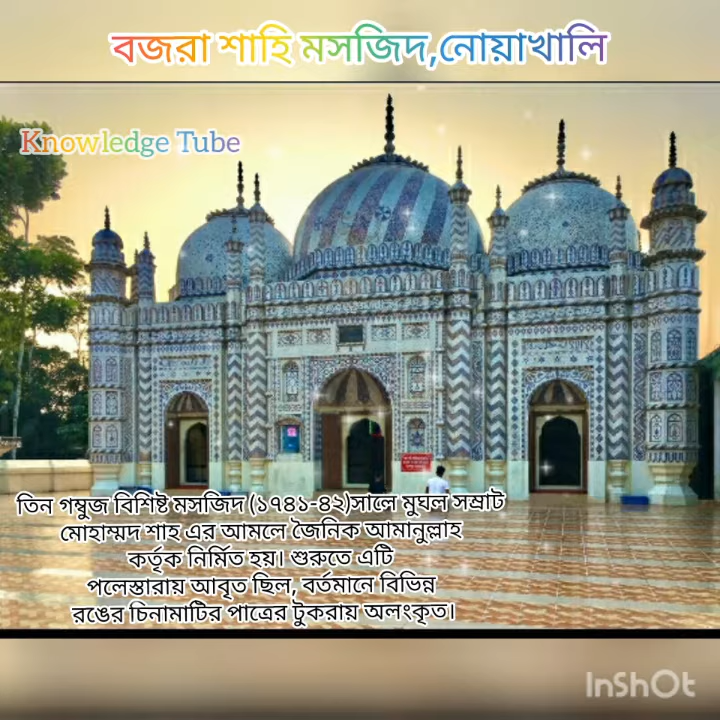 বজরা শাহি মসজিদ,নোয়াখালি
Knowledge Tube
তিন গম্বুজ বিশিষ্ট মসজিদ (১৭৪১-৪২)সালে মুঘল সম্রাট
মোহাম্মদ শাহ এর আমলে জৈনিক আমানুল্লাহ
কর্তৃক নির্মিত হয়। শুরুতে এটি
পলেস্তারায় আবৃত ছিল, বর্তমানে বিভিন্ন
রঙের চিনামাটির পাত্রের টুকরায় অলংকৃত।
InShOt